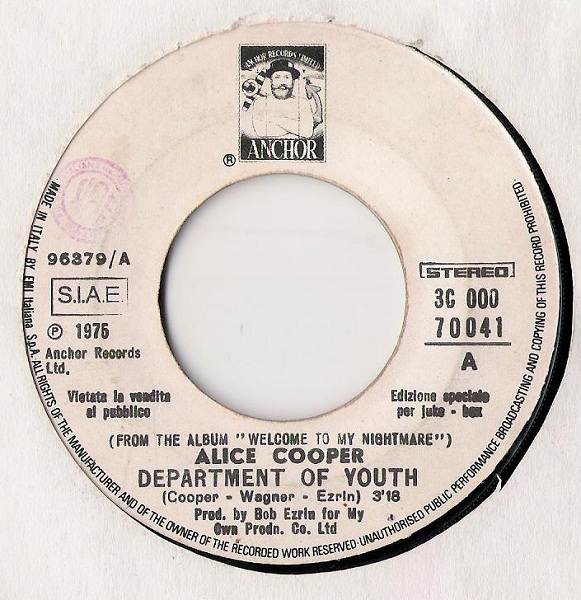 ANCHOR RECORDS LIMITED
® ANCHOR
96379/A
S.I.A.E.
℗ 1975
Anchor Records
Ltd.
Vietata la vendita
al pubblico
STEREO
3C 000
70041
A
Edizione speciale
per juke - box
(FROM THE ALBUM "WELCOME TO MY NIGHTMARE")
ALICE COOPER
DEPARTMENT OF YOUTH
(Cooper - Wagner - Ezrin) 3'18
Prod. by Bob Ezrin for My
Own Prodn. Co. Ltd
MADE IN ITALY BY EMI Italiana S.p.A. ALL RIGHTS OF THE MANUFACTURER AND OF THE OWNER OF THE RECORDED WORK RESERVED·UNAUTHORISED PUBLIC PERFORMANCE BROADCASTING AND COPYING OF THIS RECORD PROHIBITED.